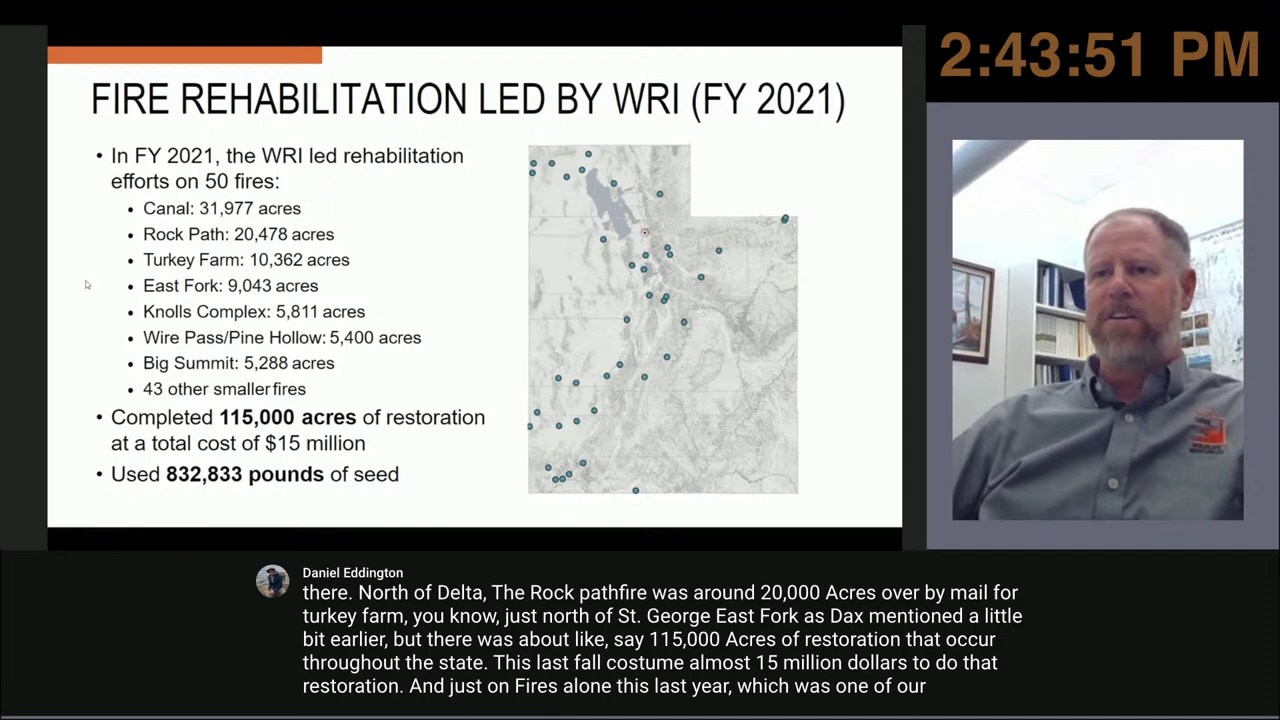 2:43:51 PM
FIRE REHABILITATION LED BY WRI (FY 2021)
• In FY 2021, the WRI led rehabilitation
efforts on 50 fires:
• Canal: 31,977 acres
• Rock Path: 20,478 acres
• Turkey Farm: 10,362 acres
• East Fork: 9,043 acres
• Knolls Complex: 5,811 acres
• Wire Pass/Pine Hollow: 5,400 acres
• Big Summit: 5,288 acres
• 43 other smaller fires
• Completed 115,000 acres of restoration
at a total cost of $15 million
• Used 832,833 pounds of seed
Daniel Eddington
there. North of Delta, The Rock pathfire was around 20,000 Acres over by mail for
turkey farm, you know, just north of St. George East Fork as Dax mentioned a little
bit earlier, but there was about like, say 115,000 Acres of restoration that occur
throughout the state. This last fall costume almost 15 million dollars to do that
restoration. And just on Fires alone this last year, which was one of our